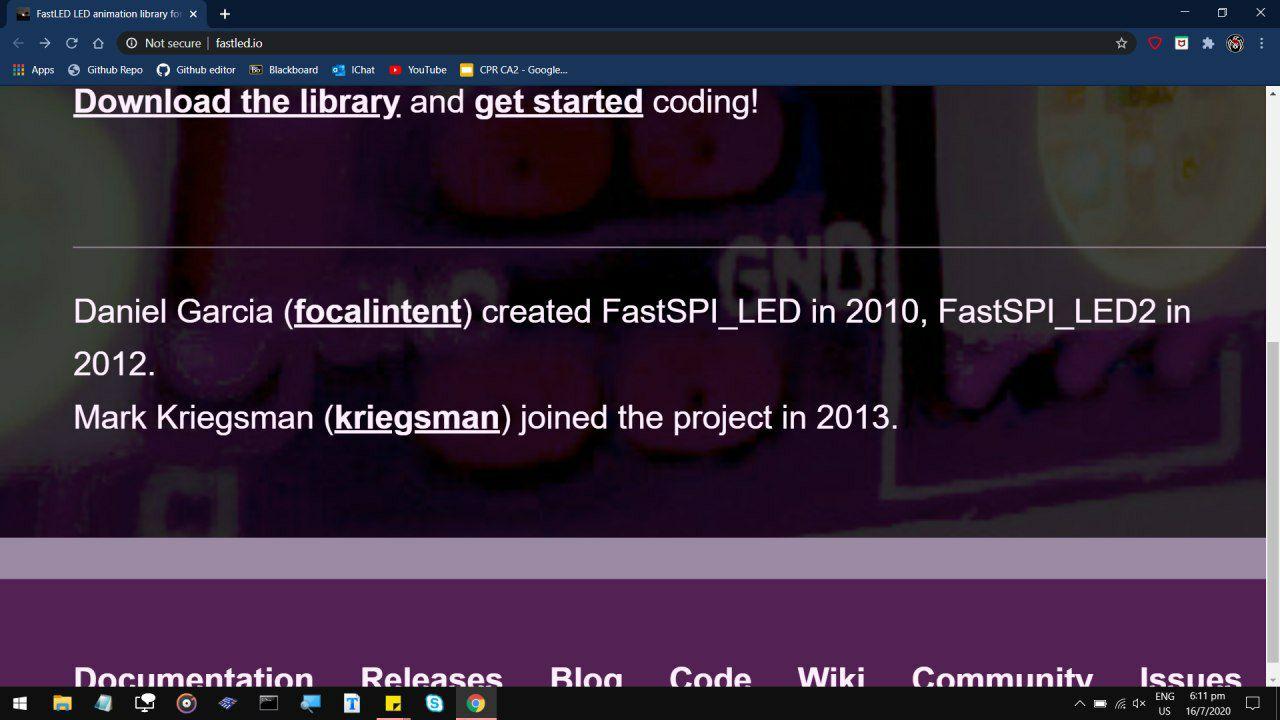 FastLED LED animation library fo
Not secure | fastled.io
Apps Github Repo Github editor Blackboard IChat YouTube CPR CA2 - Google...
Download the library and get started coding!
GND
Daniel Garcia (focalintent) created FastSPI_LED in 2010, FastSPI_LED2 in
2012.
Mark Kriegsman (kriegsman) joined the project in 2013.
Documentation Releases Blog Code Wiki Community Issues
ENG
US
6:11 pm
16/7/2020